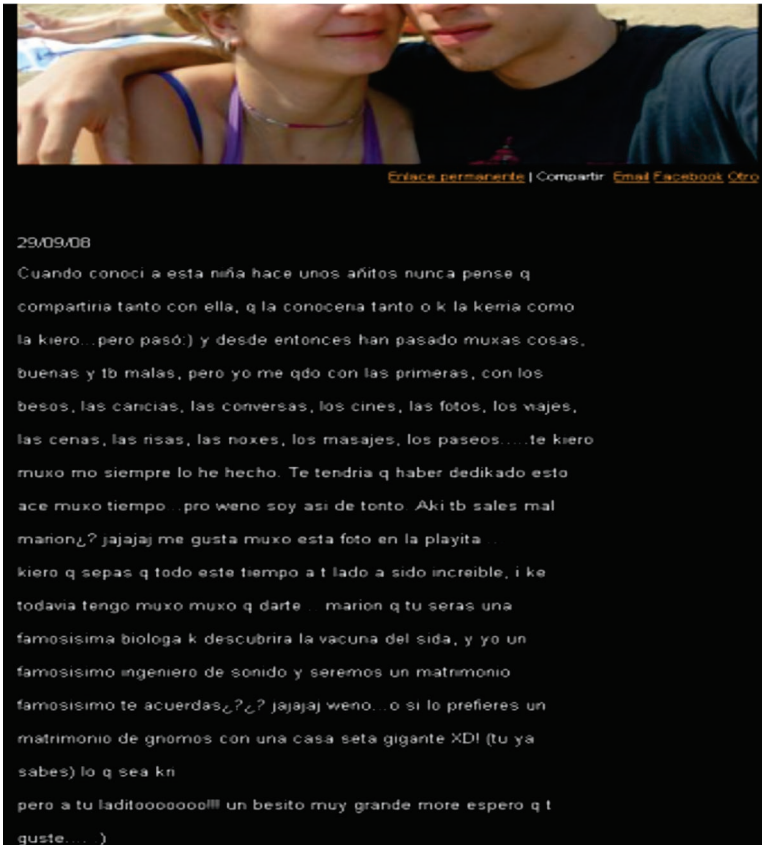 Enlace permanente | Compartir Email Facebook Otro
29/09/08
Cuando conoci a esta niña hace unos añitos nunca pense q
compartiria tanto con ella, q la conoceria tanto o k la kerria como
la kiero...pero pasó:) y desde entonces han pasado muxas cosas,
buenas y tb malas, pero yo me qdo con las primeras, con los
besos, las caricias, las conversas, los cines, las fotos, los viajes,
las cenas, las risas, las noxes, los masajes, los paseos.....te kiero
muxo mo siempre lo he hecho. Te tendria q haber dedikado esto
ace muxo tiempo...pro weno soy asi de tonto. Aki tb sales mal
marion¿? jajajaj me gusta muxo esta foto en la playita ...
kiero q sepas q todo este tiempo a t lado a sido increible, i ke
todavia tengo muxo muxo q darte ... marion q tu seras una
famosisima biologa k descubrira la vacuna del sida, y yo un
famosisimo ingeniero de sonido y seremos un matrimonio
famosisimo te acuerdas¿?¿? jajajaj weno...o si lo prefieres un
matrimonio de gnomos con una casa seta gigante XD! (tu ya
sabes) lo q sea kri
pero a tu laditooooooo!!! un besito muy grande more espero q t
guste.... :)